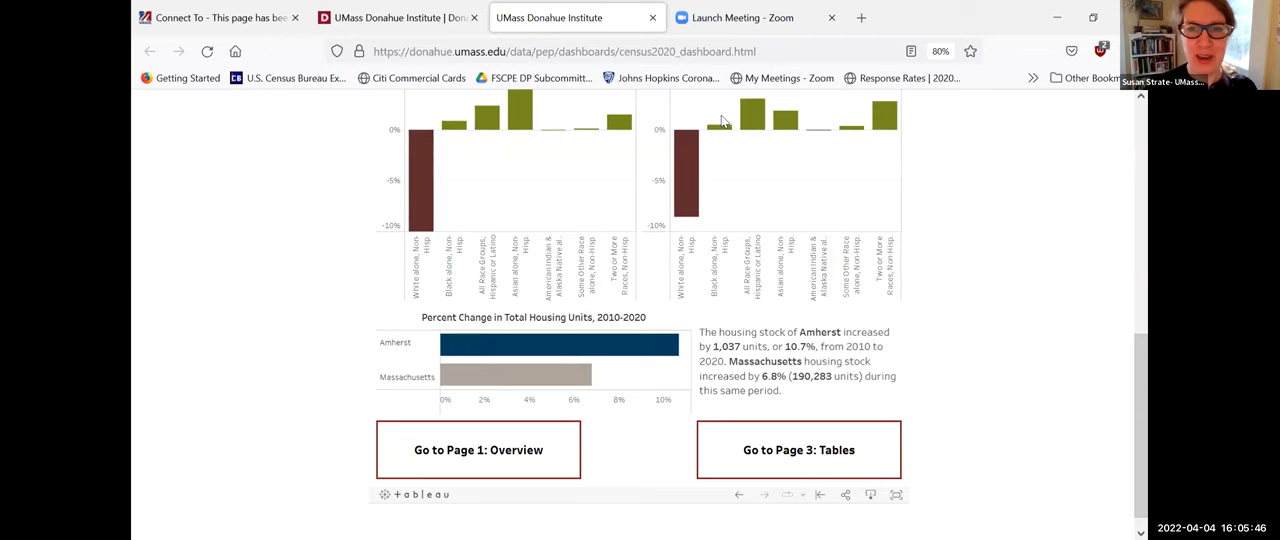 Connect To - This page has bee
UMass Donahue Institute | Don
UMass Donahue Institute
Launch Meeting - Zoom
https://donahue.umass.edu/data/pep/dashboards/census2020_dashboard.html
80%
2
Getting Started
U.S. Census Bureau Ex...
Citi Commercial Cards
FSCPE DP Subcommitt...
Johns Hopkins Corona...
My Meetings - Zoom
Response Rates | 2020...
Other Bookm
Susan Strate- UMass...
0%
-5%
-10%
White alone, Non-Hisp.
Black alone, Non-Hisp.
All Race Groups, Hispanic or Latino
Asian alone, Non-Hisp.
American Indian & Alaska Native al..
Some Other Race alone, Non-Hisp.
Two or More Races, Non-Hisp.
0%
-5%
-10%
White alone, Non-Hisp.
Black alone, Non-Hisp.
All Race Groups, Hispanic or Latino
Asian alone, Non-Hisp.
American Indian & Alaska Native al..
Some Other Race alone, Non-Hisp.
Two or More Races, Non-Hisp.
Percent Change in Total Housing Units, 2010-2020
Amherst
Massachusetts
0% 2% 4% 6% 8% 10%
The housing stock of Amherst increased
by 1,037 units, or 10.7%, from 2010 to
2020. Massachusetts housing stock
increased by 6.8% (190,283 units) during
this same period.
Go to Page 1: Overview
Go to Page 3: Tables
+ a b l e a u
2022-04-04 16:05:46